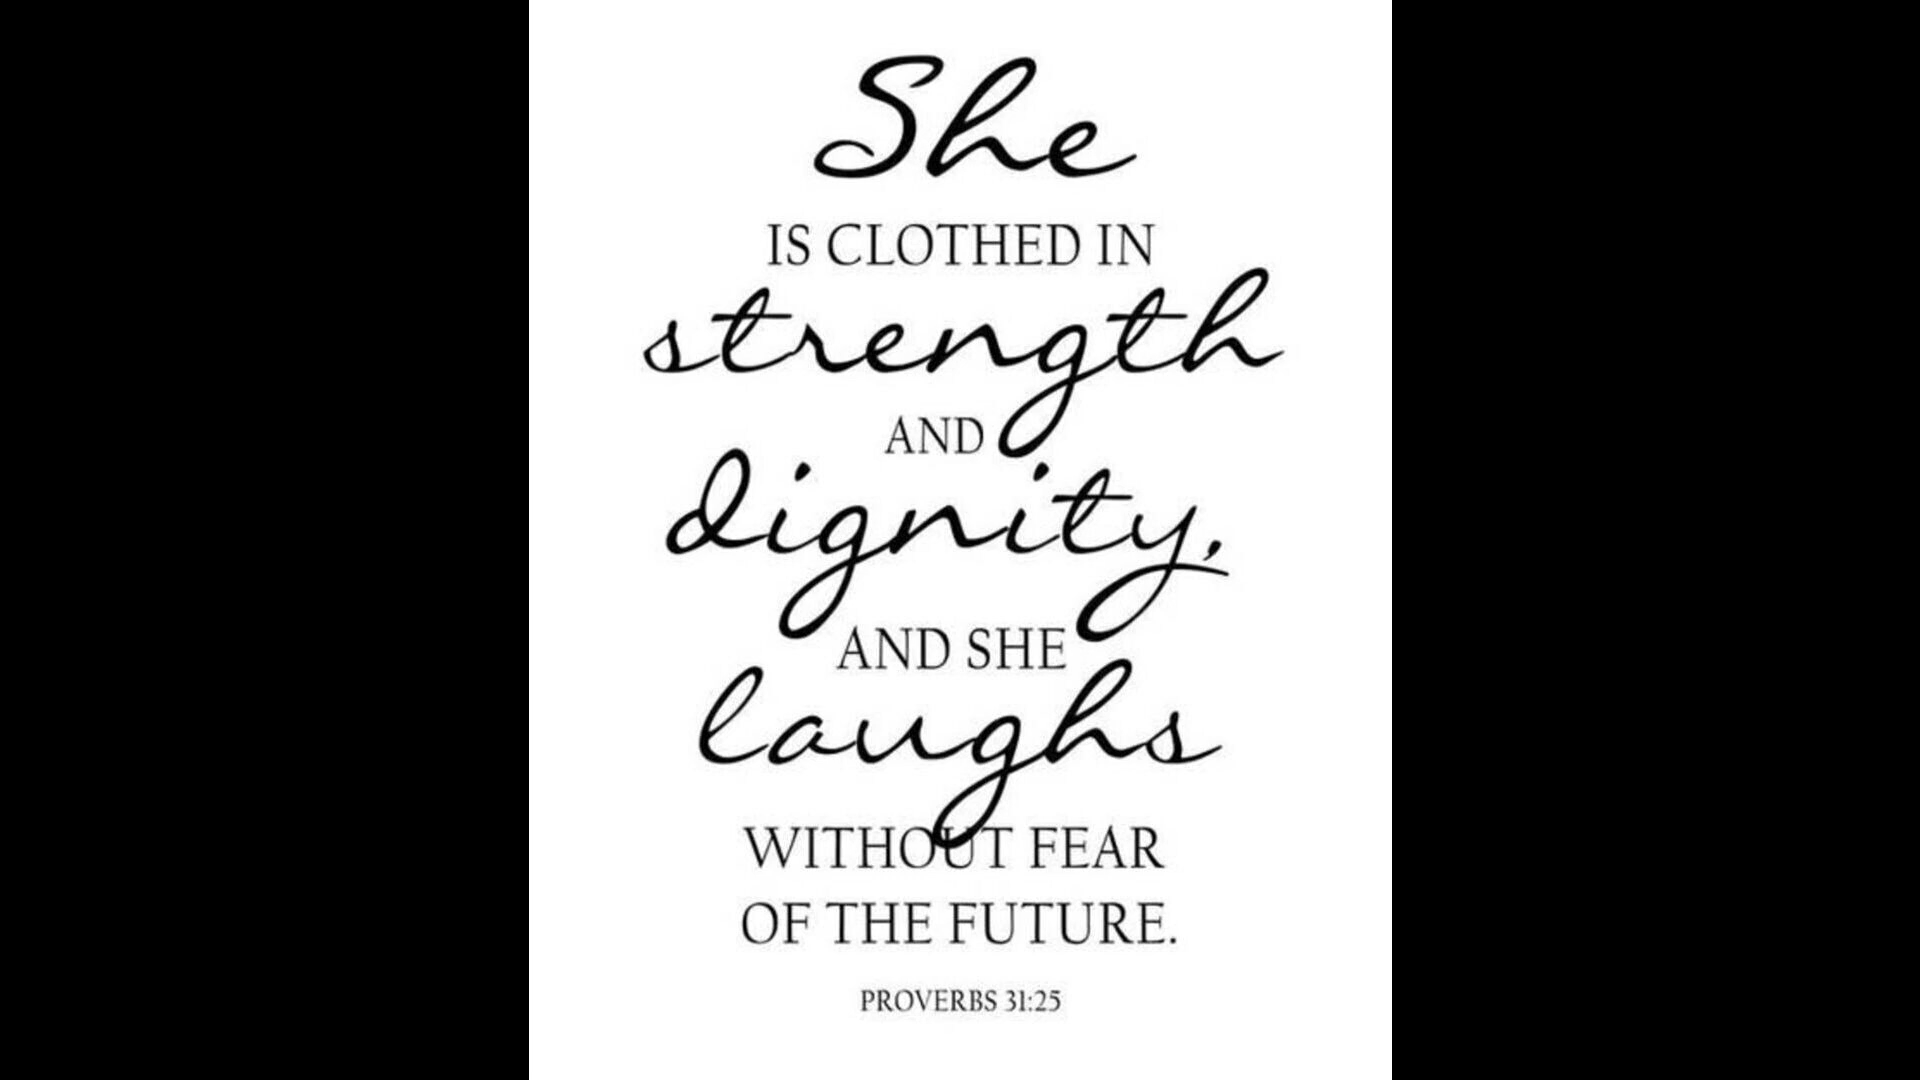 She
IS CLOTHED IN
strength
AND
dignity,
AND SHE
laughs
WITHOUT FEAR
OF THE FUTURE.
PROVERBS 31:25